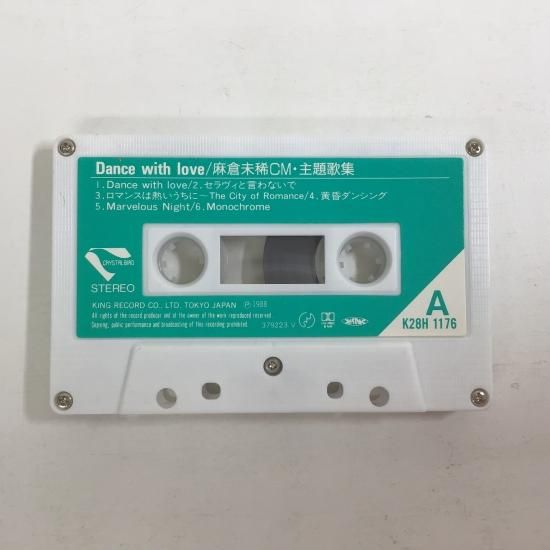 Dance with love/麻倉未稀CM・主題歌集
1. Dance with love/2. セラヴィと言わないで
3. ロマンスは熱いうちに〜The City of Romance/4. 黄昏ダンシング
5. Marvelous Night/6. Monochrome
CRYSTALBIRD
STEREO
KING RECORD CO., LTD. TOKYO JAPAN ℗ 1988
All rights of the record producer and of the owner of the work reproduced reserved.
Copying, public performance and broadcasting of this recording prohibited.
379223 V
A
K28H 1176